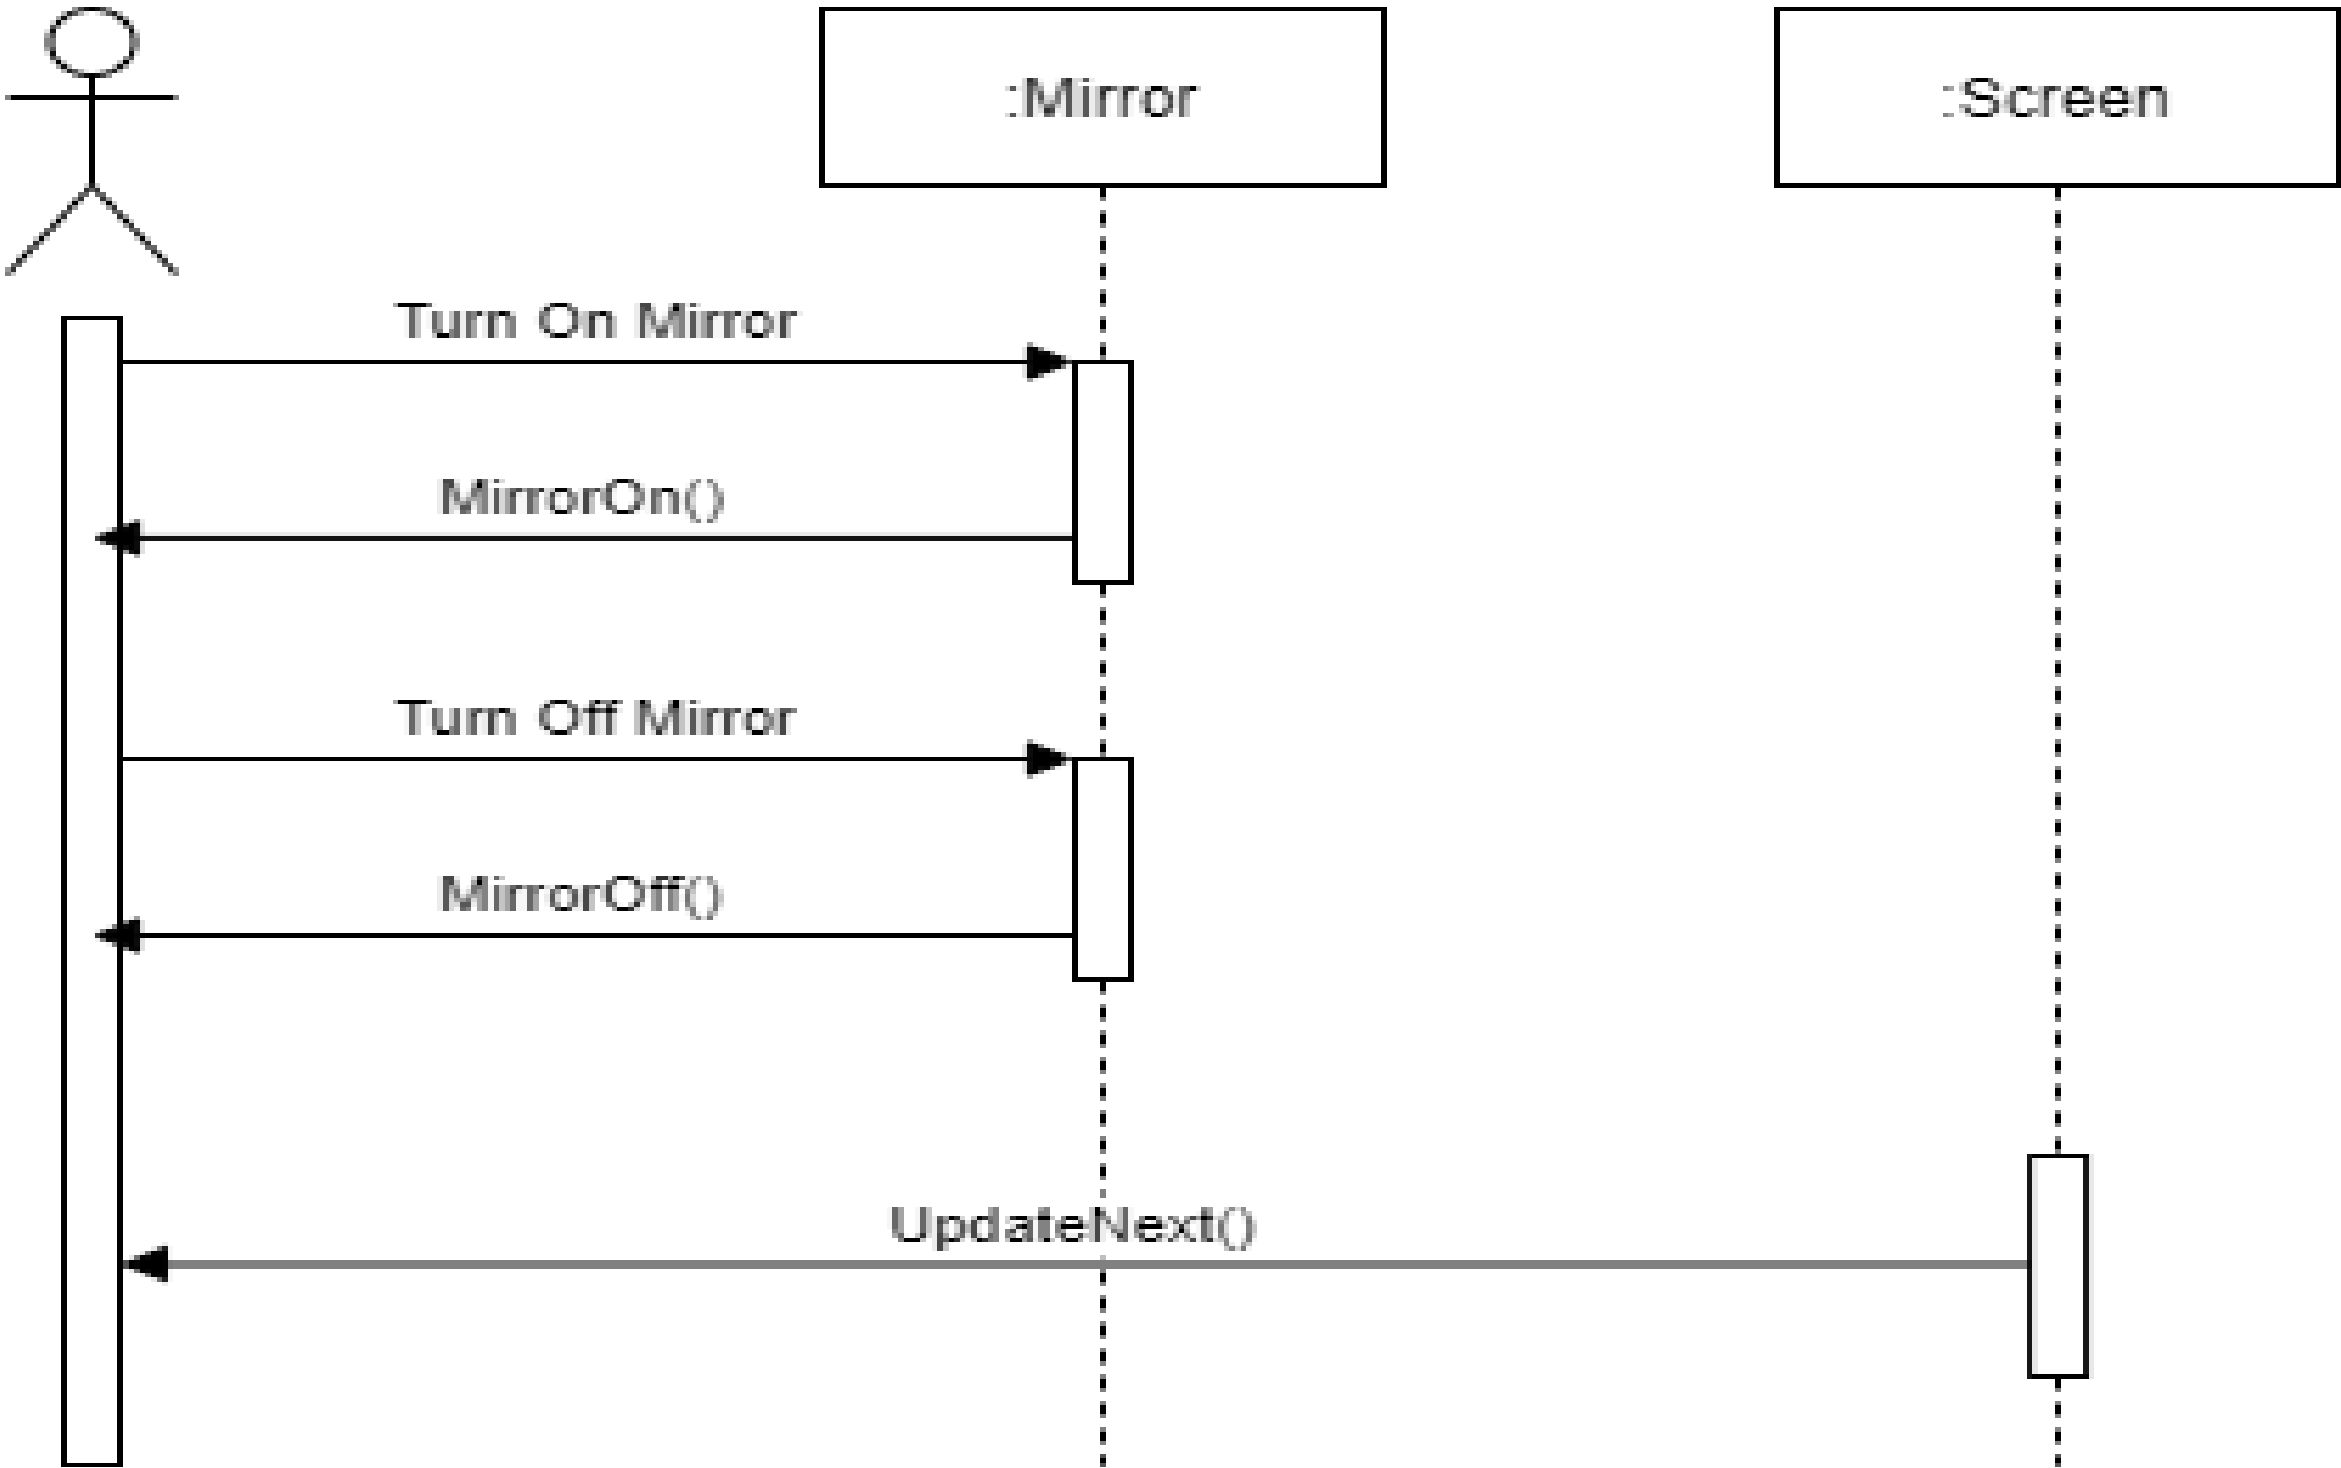 :Mirror
:Screen
Turn On Mirror
MirrorOn()
Turn Off Mirror
MirrorOff()
UpdateNext()